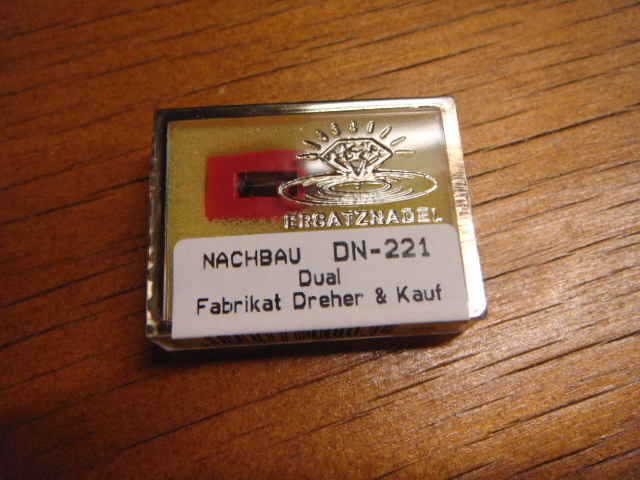 ERSATZNADEL
NACHBAU DN-221
Dual
Fabrikat Dreher & Kauf